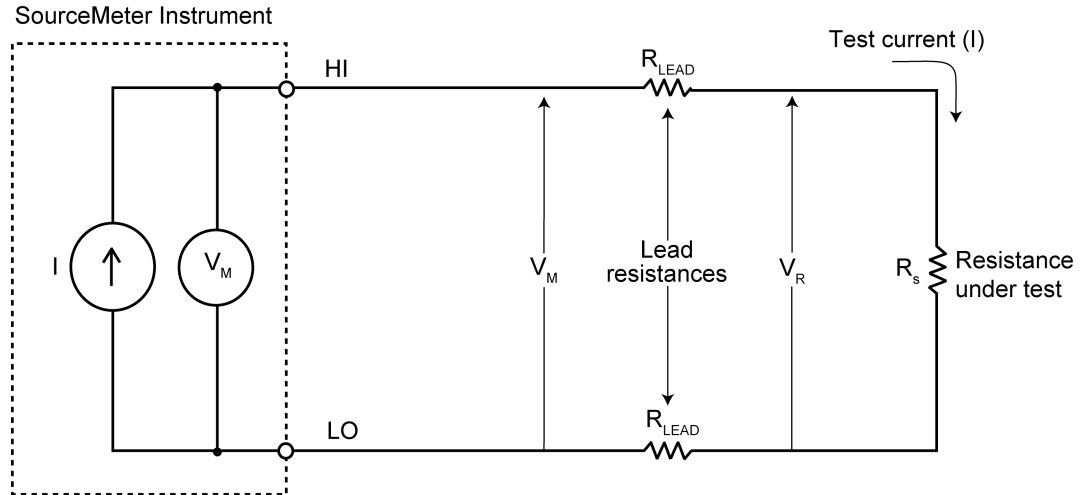 SourceMeter Instrument
Test current (I)
HI
R_LEAD
I
V_M
V_M
Lead
resistances
V_R
R_s
Resistance
under test
LO
R_LEAD